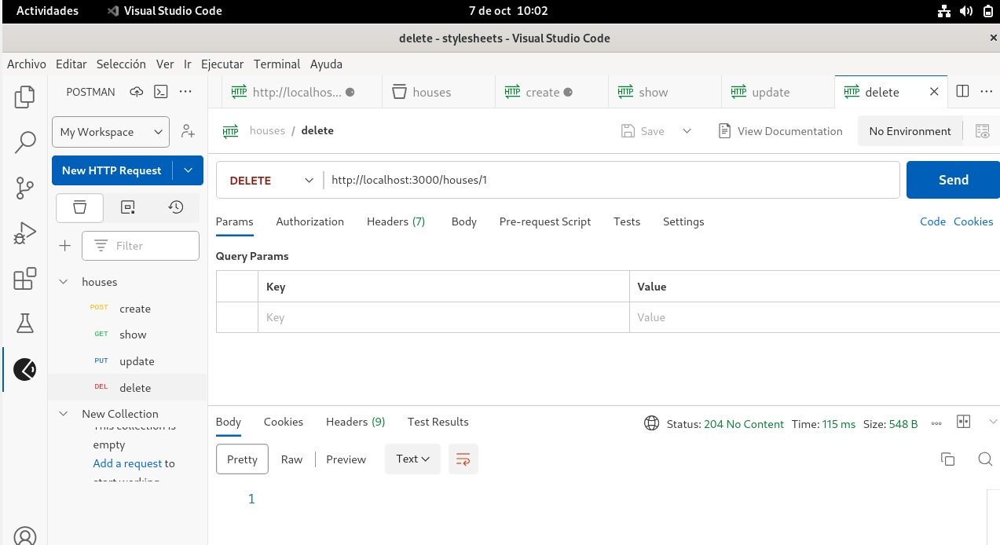 Actividades Visual Studio Code 7 de oct 10:02
delete - stylesheets - Visual Studio Code
Archivo Editar Selección Ver Ir Ejecutar Terminal Ayuda
POSTMAN
HTTP http://localhos... HTTP houses HTTP create HTTP show HTTP update HTTP delete
My Workspace
HTTP houses / delete Save View Documentation No Environment
New HTTP Request
DELETE http://localhost:3000/houses/1 Send
Params Authorization Headers (7) Body Pre-request Script Tests Settings Code Cookies
Filter
Query Params
Key Value
Key Value
houses
POST create
GET show
PUT update
DEL delete
New Collection
This collection is
empty
Add a request to
start working
Body Cookies Headers (9) Test Results Status: 204 No Content Time: 115 ms Size: 548 B
Pretty Raw Preview Text
1